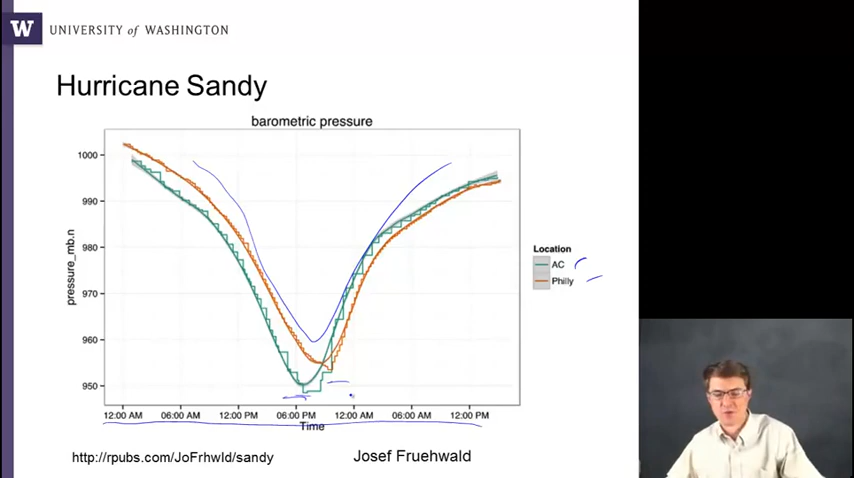 W UNIVERSITY of WASHINGTON
Hurricane Sandy
barometric pressure
1000
990
980
970
960
950
pressure_mb.n
12:00 AM 06:00 AM 12:00 PM 06:00 PM 12:00 AM 06:00 AM 12:00 PM
Time
Location
AC
Philly
http://rpubs.com/JoFrhwld/sandy
Josef Fruehwald